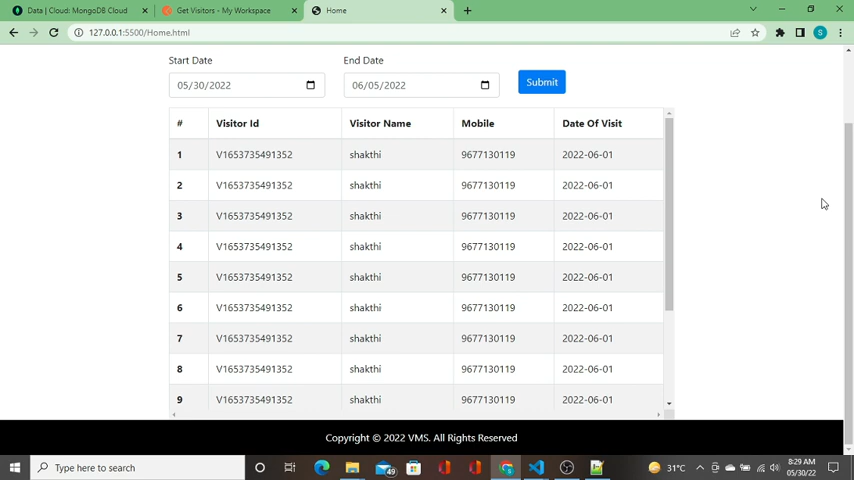 Data | Cloud: MongoDB Cloud
Get Visitors - My Workspace
Home
127.0.0.1:5500/Home.html
S
Start Date
End Date
05/30/2022
06/05/2022
Submit
# Visitor Id Visitor Name Mobile Date Of Visit
1 V1653735491352 shakthi 9677130119 2022-06-01
2 V1653735491352 shakthi 9677130119 2022-06-01
3 V1653735491352 shakthi 9677130119 2022-06-01
4 V1653735491352 shakthi 9677130119 2022-06-01
5 V1653735491352 shakthi 9677130119 2022-06-01
6 V1653735491352 shakthi 9677130119 2022-06-01
7 V1653735491352 shakthi 9677130119 2022-06-01
8 V1653735491352 shakthi 9677130119 2022-06-01
9 V1653735491352 shakthi 9677130119 2022-06-01
Copyright © 2022 VMS. All Rights Reserved
Type here to search
49
31°C
8:29 AM
05/30/22